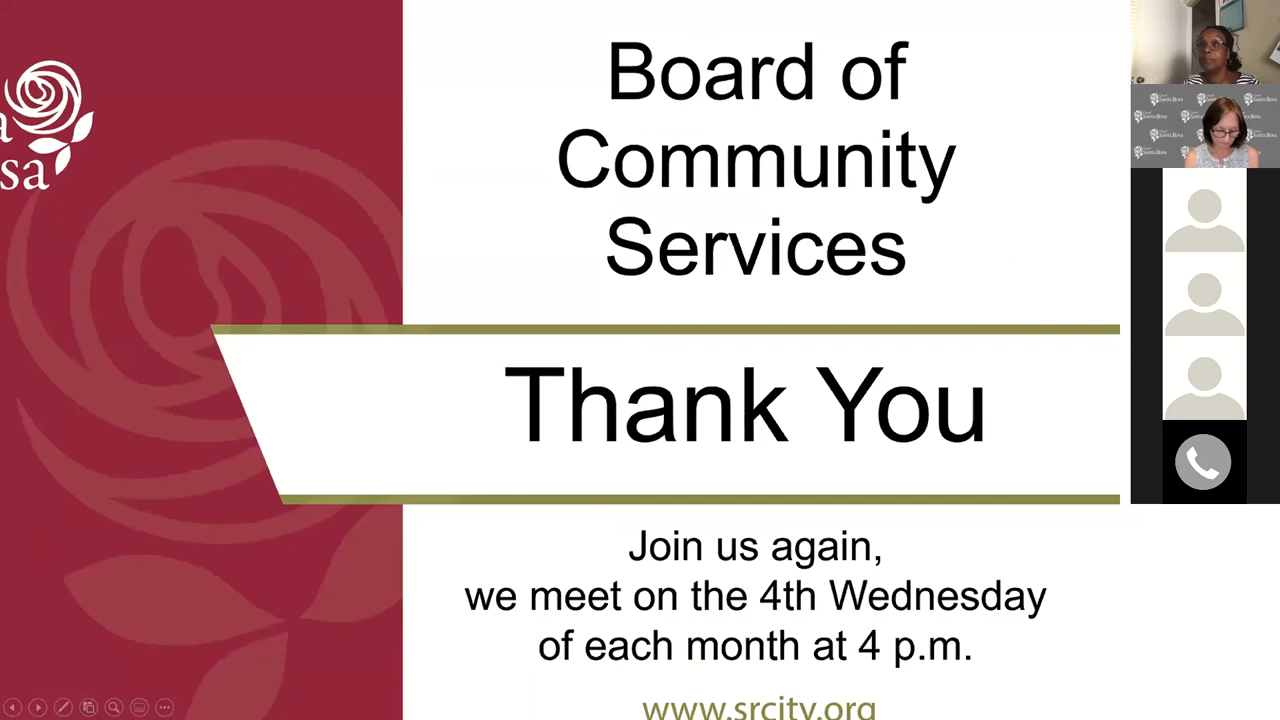 a
sa
Board of
Community
Services
Thank You
Join us again,
we meet on the 4th Wednesday
of each month at 4 p.m.
www.srcity.org